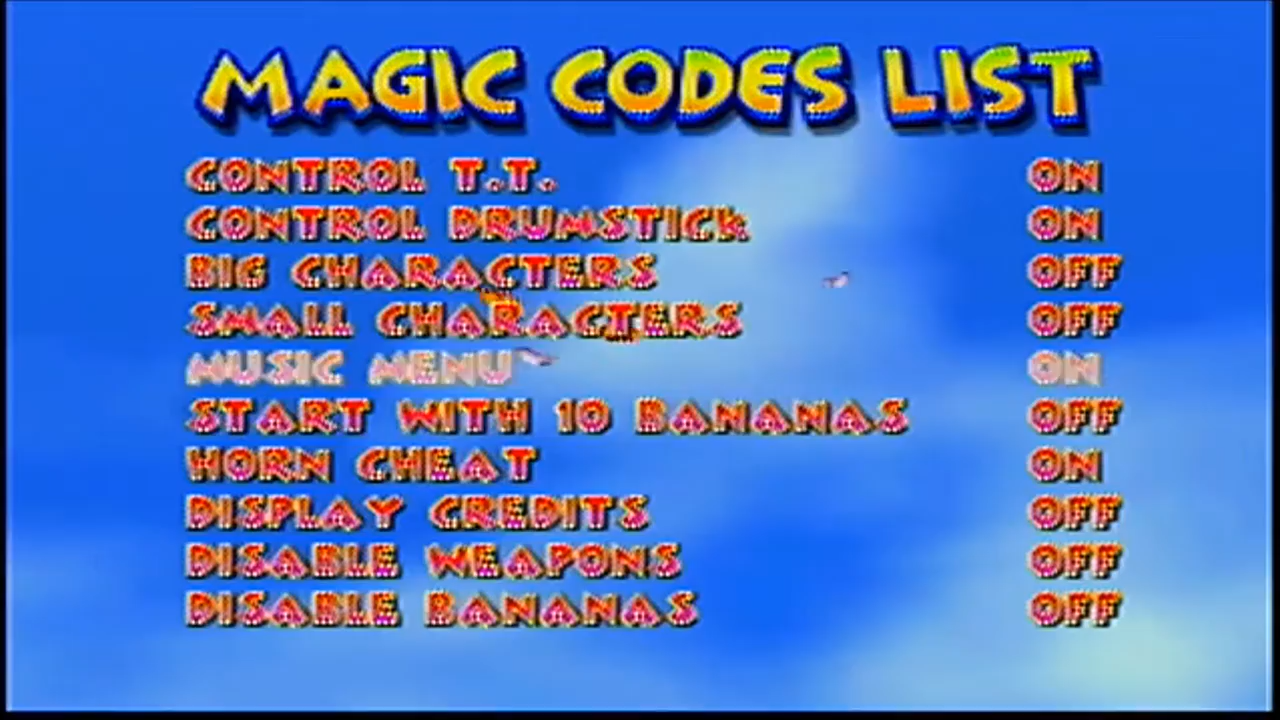 MAGIC CODES LIST
CONTROL T.T. ON
CONTROL DRUMSTICK ON
BIG CHARACTERS OFF
SMALL CHARACTERS OFF
MUSIC MENU ON
START WITH 10 BANANAS OFF
HORN CHEAT ON
DISPLAY CREDITS OFF
DISABLE WEAPONS OFF
DISABLE BANANAS OFF